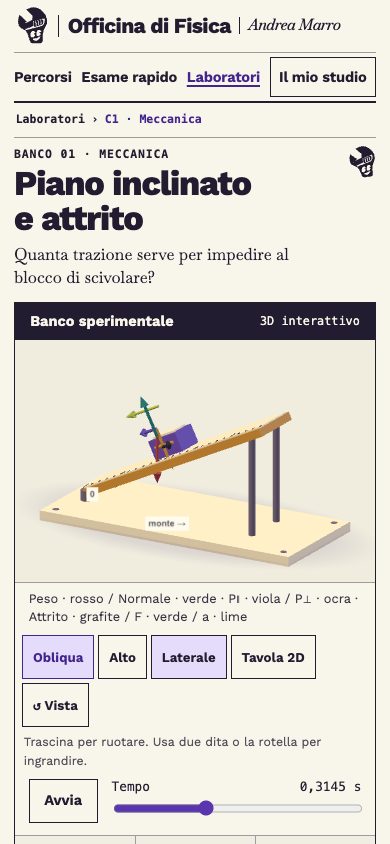 Officina di Fisica | Andrea Marro
Percorsi Esame rapido Laboratori Il mio studio
Laboratori › C1 · Meccanica
BANCO 01 · MECCANICA
Piano inclinato
e attrito
Quanta trazione serve per impedire al
blocco di scivolare?
Banco sperimentale 3D interattivo
0
monte →
Peso · rosso / Normale · verde · P∥ · viola / P⊥ · ocra ·
Attrito · grafite / F · verde / a · lime
Obliqua Alto Laterale Tavola 2D
↺ Vista
Trascina per ruotare. Usa due dita o la rotella per
ingrandire.
Avvia Tempo 0,3145 s